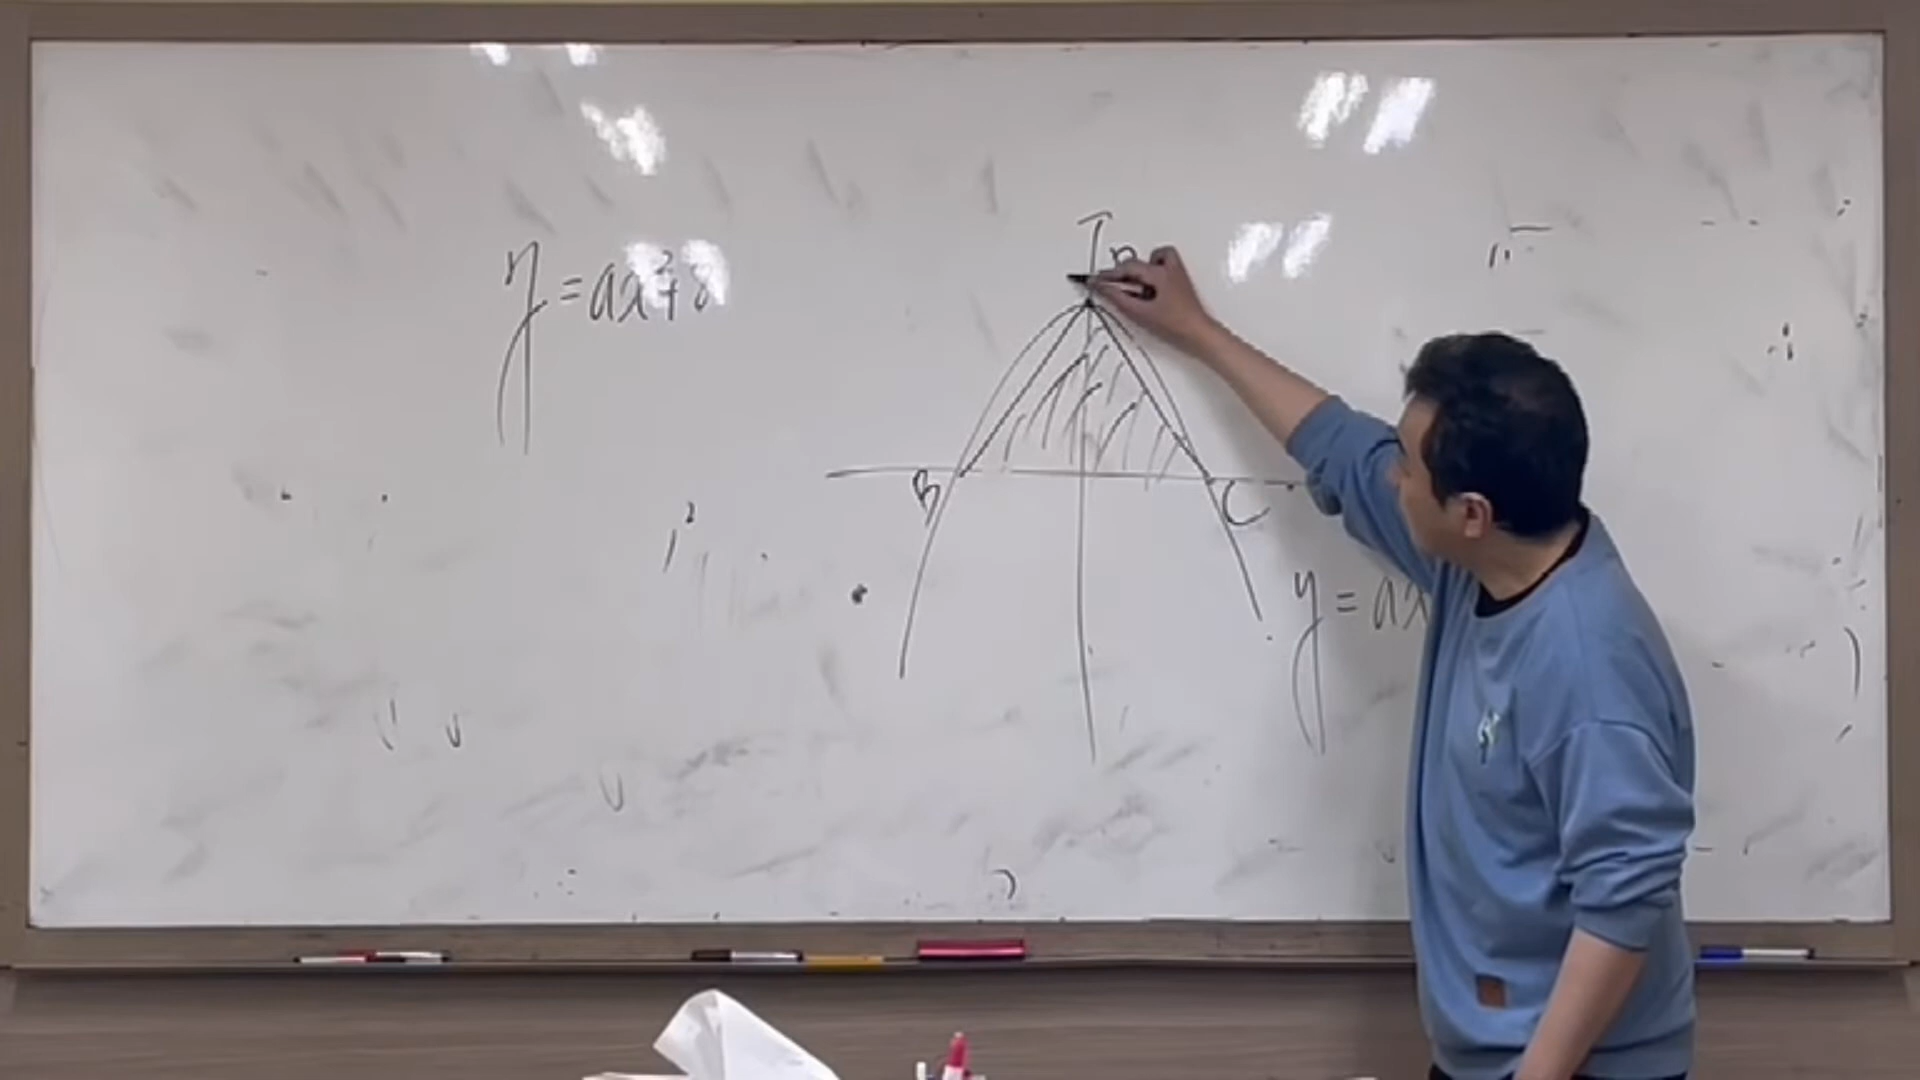 y = ax²+8
B
C
y = ax